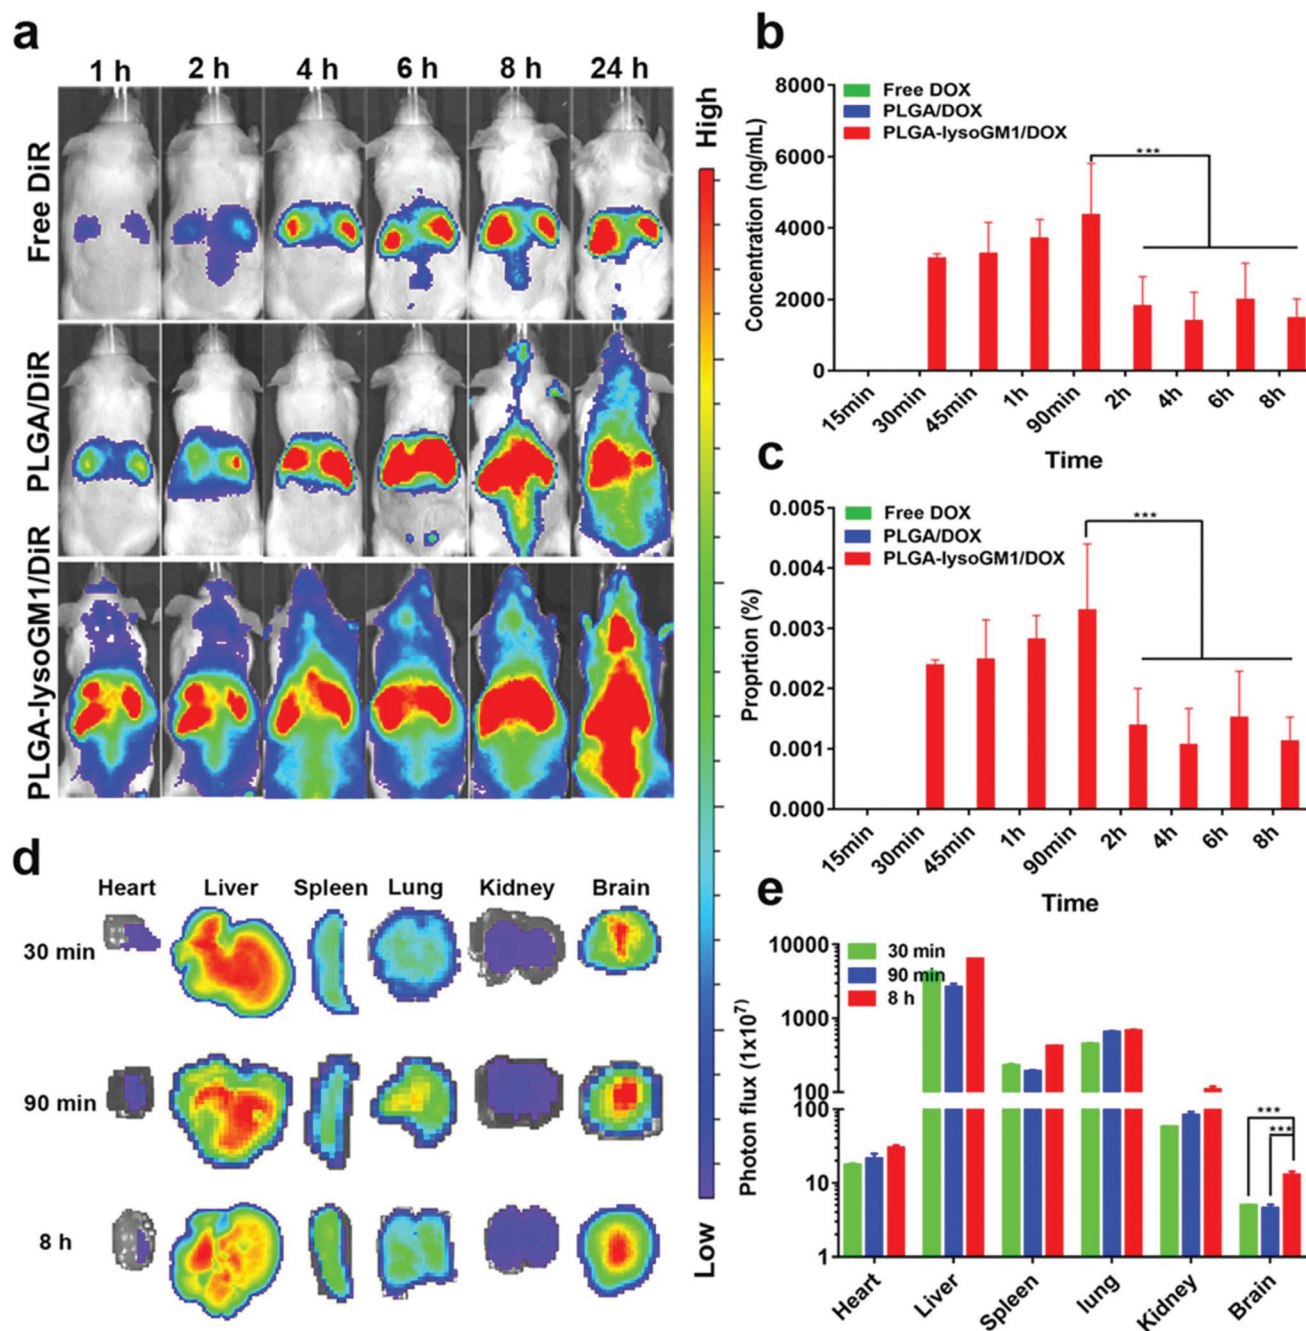 a
1 h 2 h 4 h 6 h 8 h 24 h
Free DiR
PLGA/DiR
PLGA-lysoGM1/DiR
High
Low
b
Free DOX
PLGA/DOX
PLGA-lysoGM1/DOX
***
Concentration (ng/mL)
8000
6000
4000
2000
0
15min 30min 45min 1h 90min 2h 4h 6h 8h
Time
c
Free DOX
PLGA/DOX
PLGA-lysoGM1/DOX
***
Proprtion (%)
0.005
0.004
0.003
0.002
0.001
0.000
15min 30min 45min 1h 90min 2h 4h 6h 8h
Time
d
Heart Liver Spleen Lung Kidney Brain
30 min
90 min
8 h
e
30 min
90 min
8 h
Photon flux (1x10⁷)
10000
1000
100
100
10
1
***
***
Heart Liver Spleen lung Kidney Brain